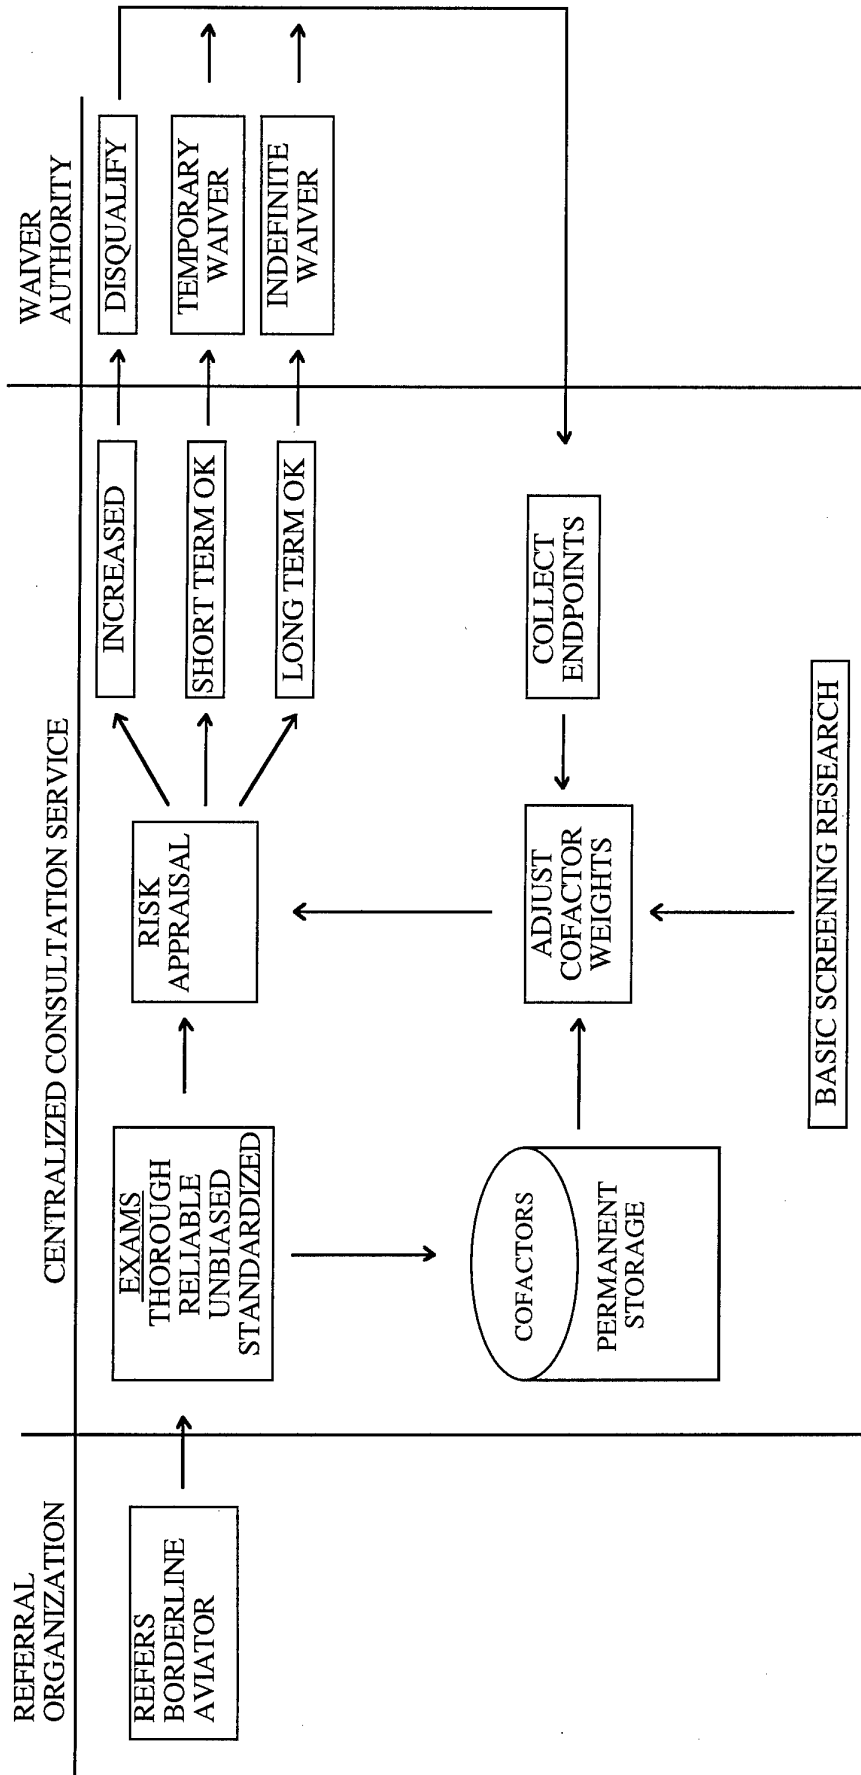 REFERRAL
ORGANIZATION
CENTRALIZED CONSULTATION SERVICE
WAIVER
AUTHORITY
REFERS
BORDERLINE
AVIATOR
EXAMS
THOROUGH
RELIABLE
UNBIASED
STANDARDIZED
RISK
APPRAISAL
INCREASED
SHORT TERM OK
LONG TERM OK
DISQUALIFY
TEMPORARY
WAIVER
INDEFINITE
WAIVER
COFACTORS
PERMANENT
STORAGE
ADJUST
COFACTOR
WEIGHTS
COLLECT
ENDPOINTS
BASIC SCREENING RESEARCH